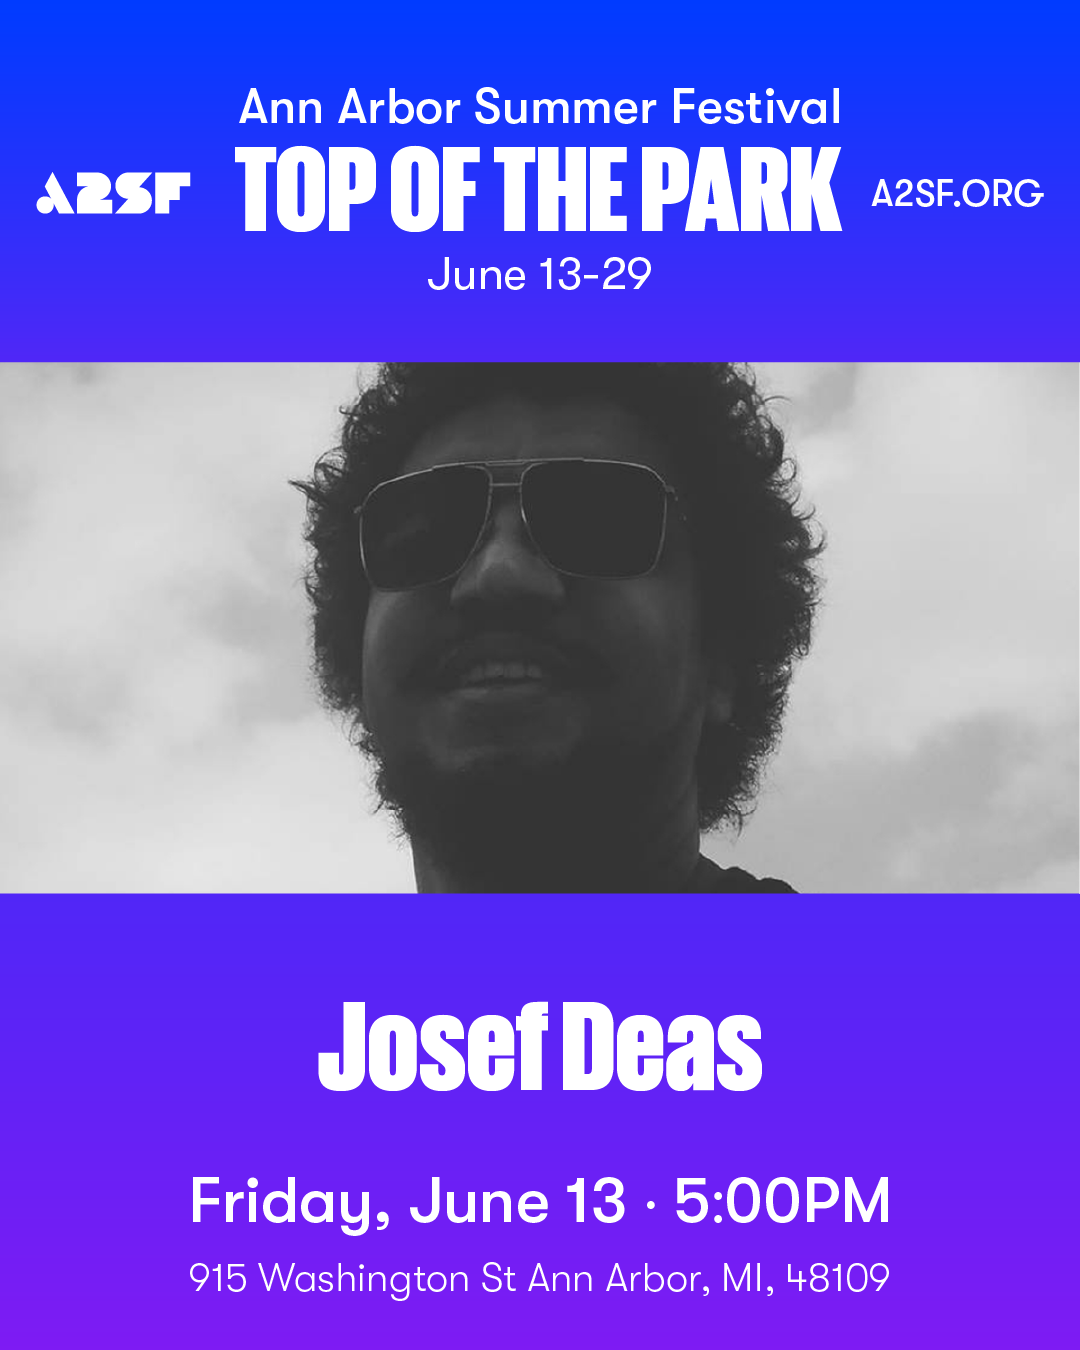 Ann Arbor Summer Festival
A2SF
TOP OF THE PARK
A2SF.ORG
June 13-29
Josef Deas
Friday, June 13 · 5:00PM
915 Washington St Ann Arbor, MI, 48109